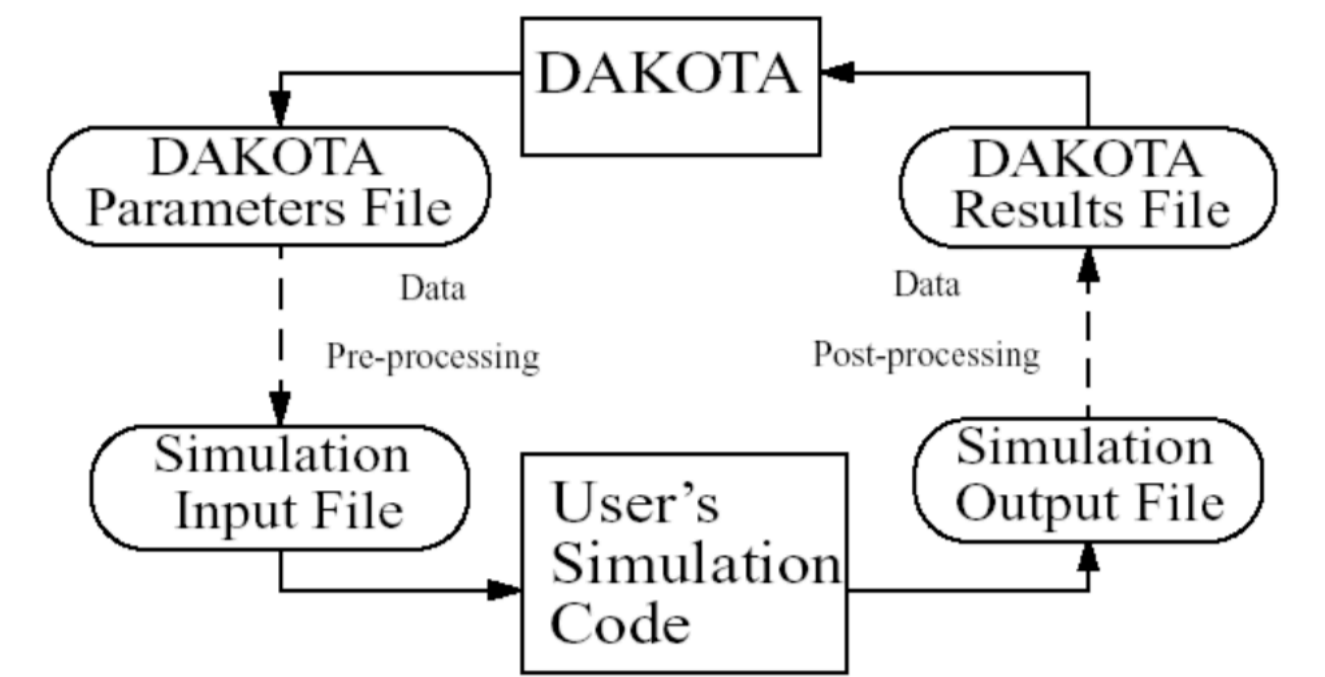 DAKOTA
DAKOTA
Parameters File
DAKOTA
Results File
Data
Pre-processing
Data
Post-processing
Simulation
Input File
User's
Simulation
Code
Simulation
Output File